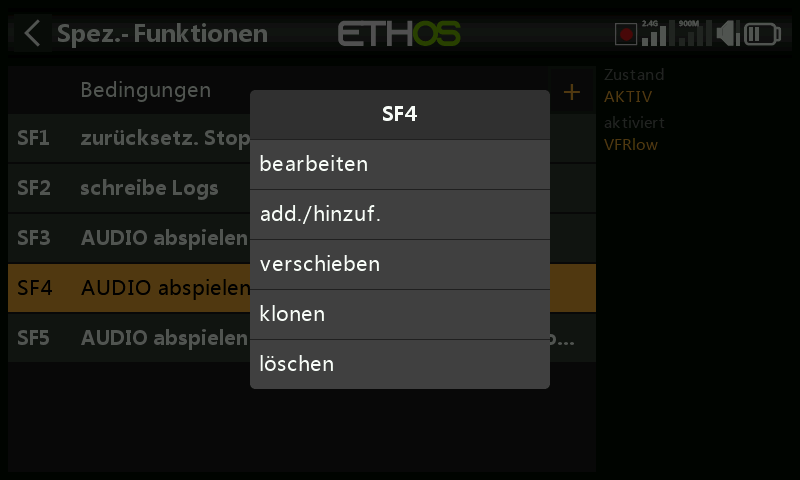 Spez.- Funktionen
ETHOS
2.4G
900M
Bedingungen
+
Zustand
AKTIV
aktiviert
VFRlow
SF4
bearbeiten
add./hinzuf.
verschieben
klonen
löschen
SF1 zurücksetz. Stop
SF2 schreibe Logs
SF3 AUDIO abspielen
SF4 AUDIO abspielen
SF5 AUDIO abspielen